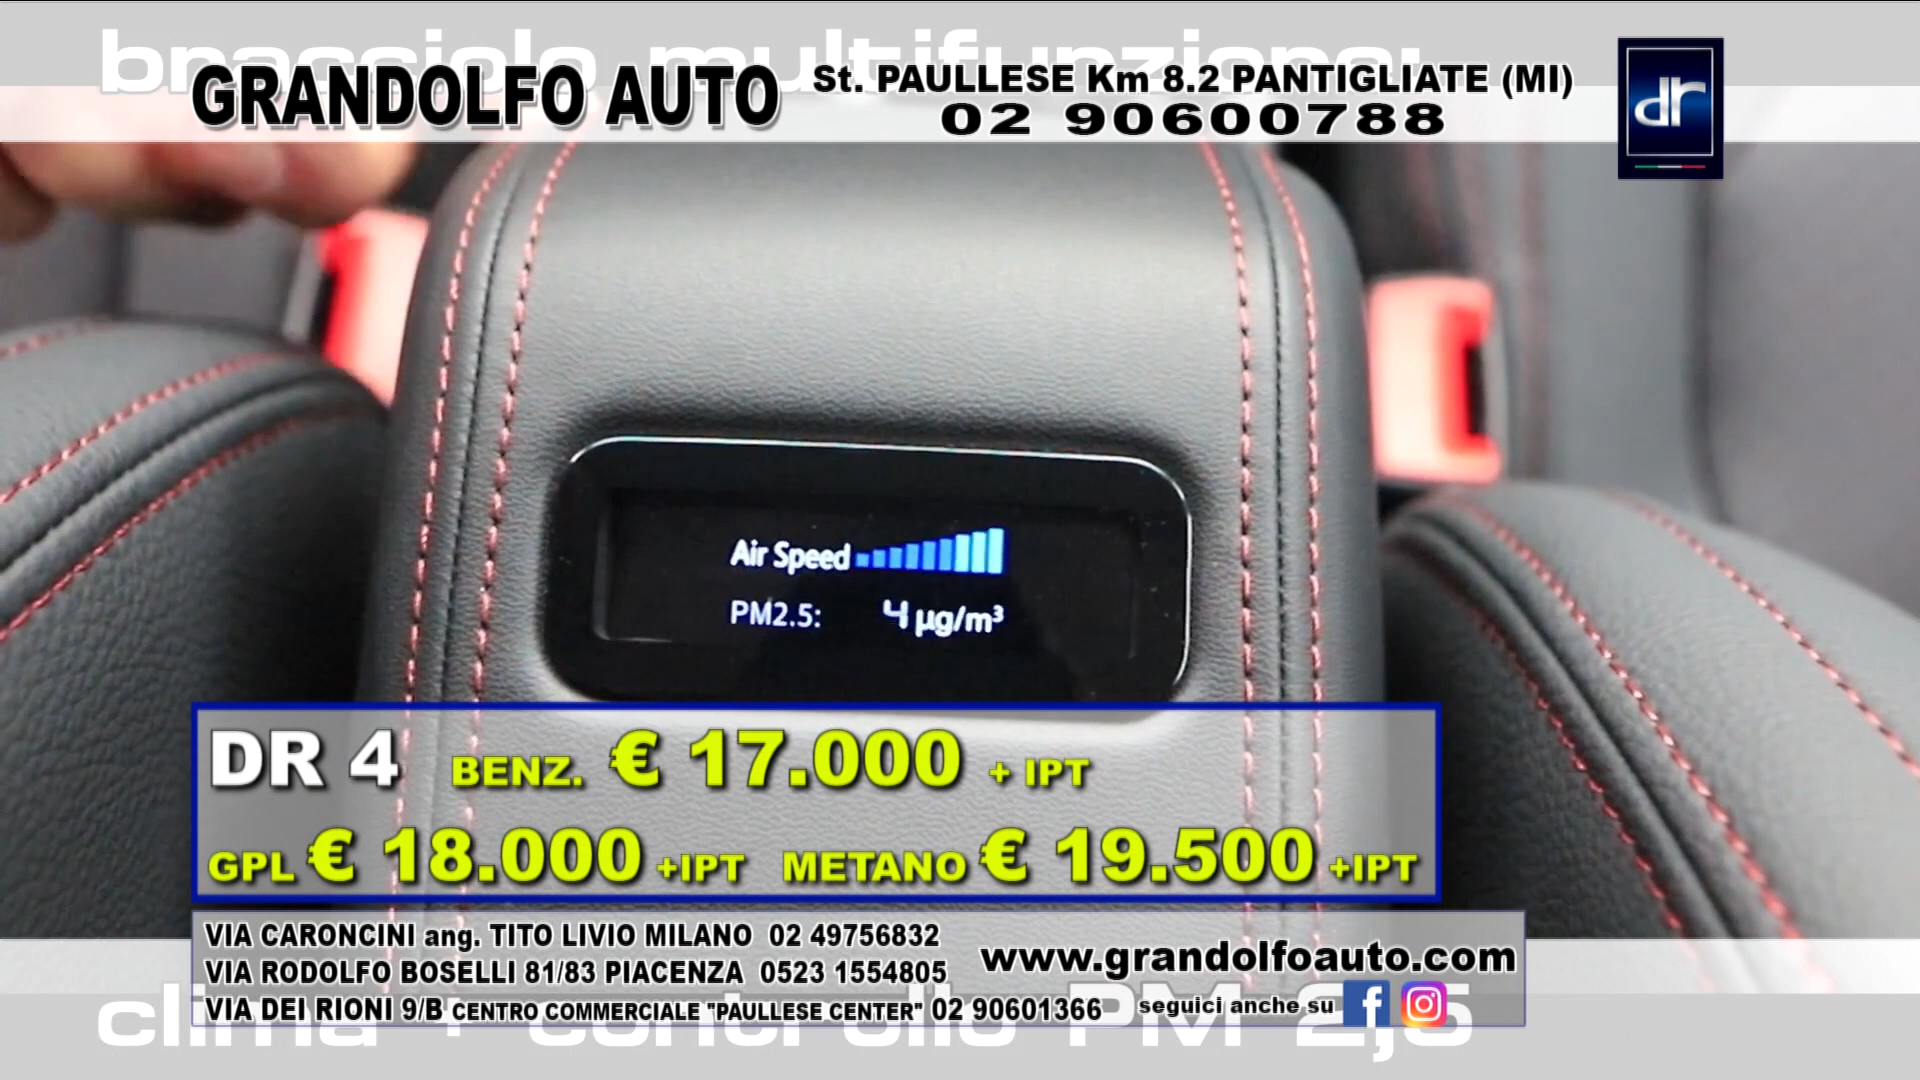 bracciolo multifunzione:
GRANDOLFO AUTO
St. PAULLESE Km 8.2 PANTIGLIATE (MI)
02 90600788
dr
Air Speed
PM2.5: 4 µg/m³
DR 4 BENZ. € 17.000 + IPT
GPL € 18.000 +IPT METANO € 19.500 +IPT
VIA CARONCINI ang. TITO LIVIO MILANO 02 49756832
VIA RODOLFO BOSELLI 81/83 PIACENZA 0523 1554805
VIA DEI RIONI 9/B CENTRO COMMERCIALE "PAULLESE CENTER" 02 90601366
www.grandolfoauto.com
seguici anche su
clima + controllo PM 2,5